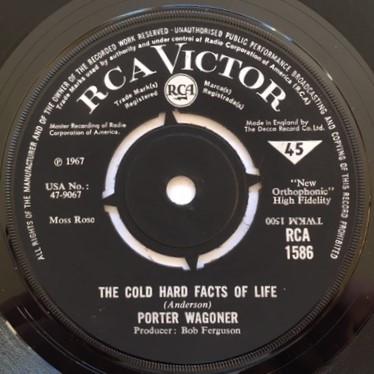 ALL RIGHTS OF THE MANUFACTURER AND OF THE OWNER OF THE RECORDED WORK RESERVED - UNAUTHORISED PUBLIC PERFORMANCE BROADCASTING AND COPYING OF THIS RECORD PROHIBITED
Trade Marks used by authority and under control of Radio Corporation of America (R.C.A)
RCA VICTOR
Trade Mark(s)
Registered
RCA
Marca(s)
Registrada(s)
Master Recording of Radio
Corporation of America.
Made in England by
The Decca Record Co. Ltd.
45
℗ 1967
USA No.:
47-9067
"New
Orthophonic"
High Fidelity
Moss Rose
TWKM 1500
RCA
1586
THE COLD HARD FACTS OF LIFE
(Anderson)
PORTER WAGONER
Producer: Bob Ferguson